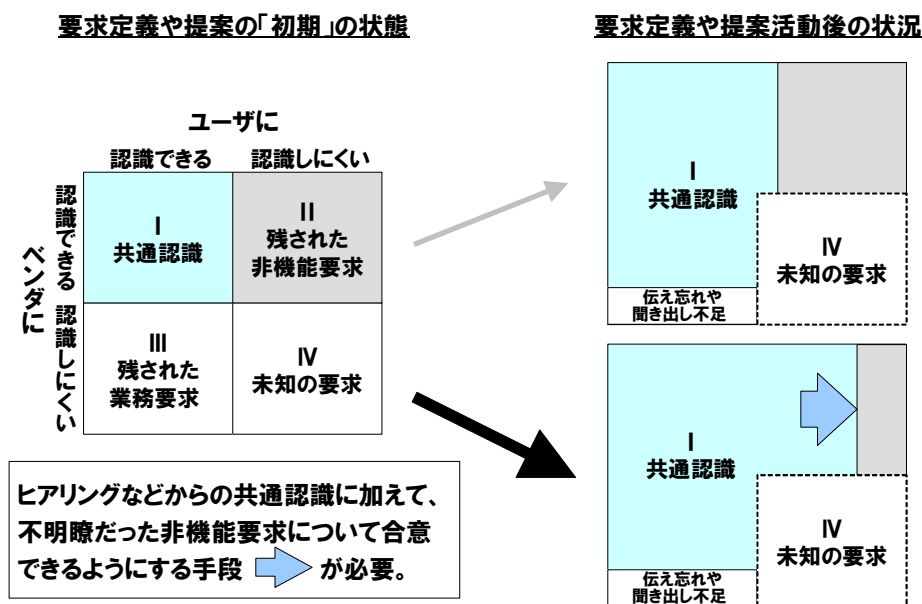 要求定義や提案の「初期」の状態
ユーザに
認識できる
認識しにくい
ベンダに
認識できる
認識しにくい
Ⅰ
共通認識
Ⅱ
残された
非機能要求
Ⅲ
残された
業務要求
Ⅳ
未知の要求
ヒアリングなどからの共通認識に加えて、
不明瞭だった非機能要求について合意
できるようにする手段 が必要。
要求定義や提案活動後の状況
Ⅰ
共通認識
Ⅳ
未知の要求
伝え忘れや
聞き出し不足
Ⅰ
共通認識
Ⅳ
未知の要求
伝え忘れや
聞き出し不足